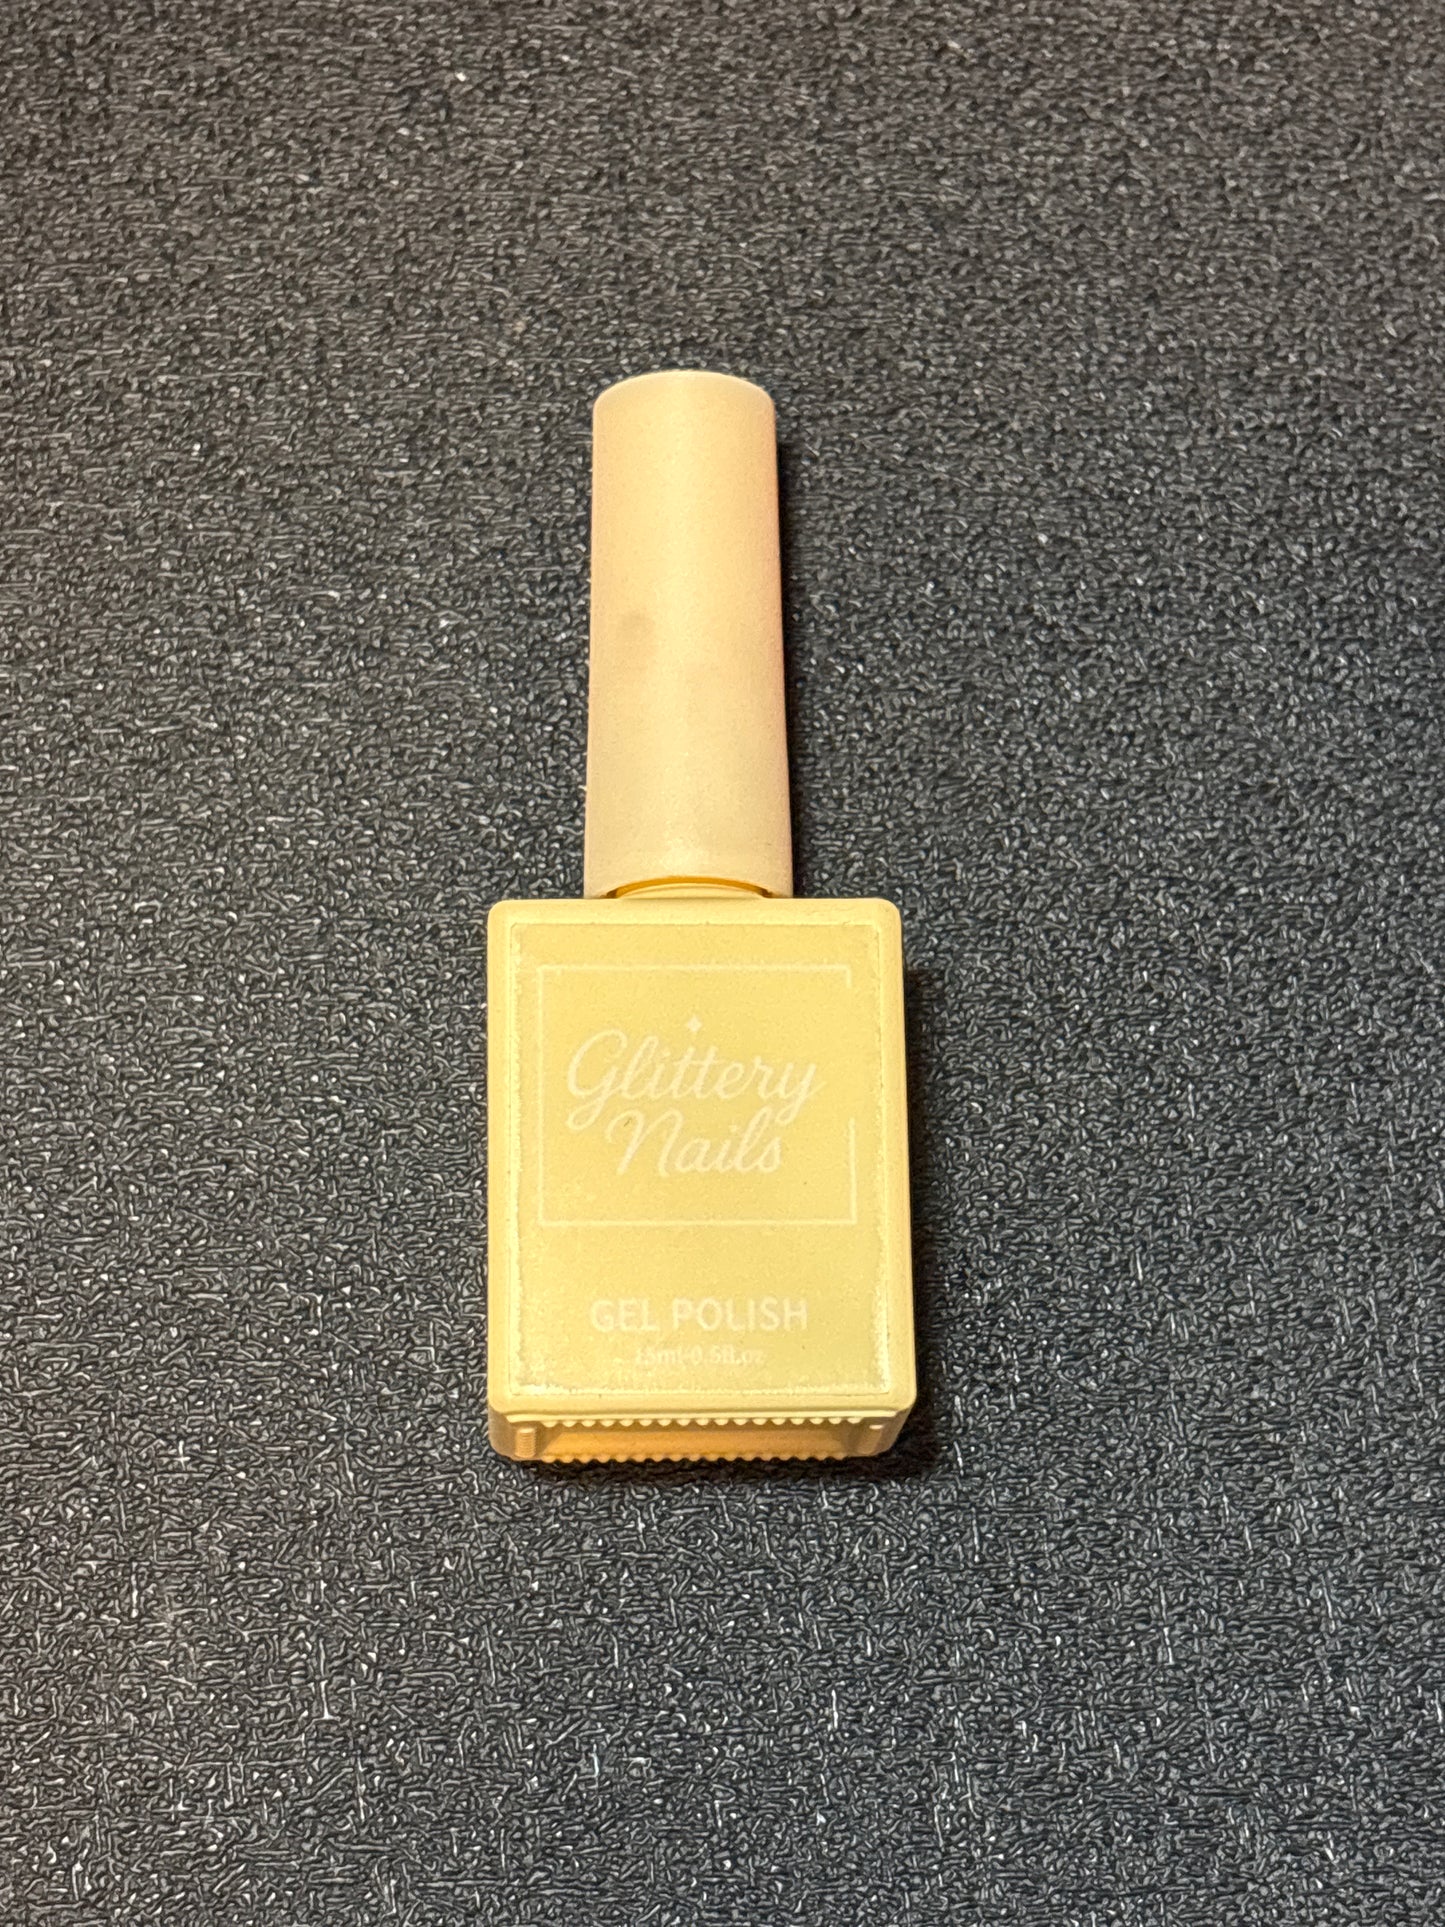 Glittery
Nails
GEL POLISH
15ml/0.5fl.oz